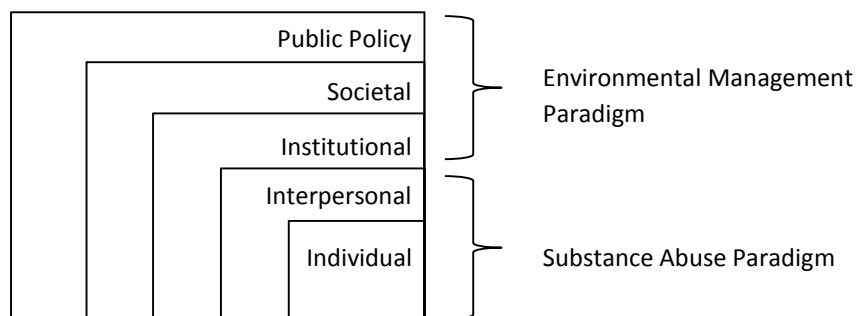 Public Policy
Societal
Institutional
Interpersonal
Individual
Environmental Management
Paradigm
Substance Abuse Paradigm